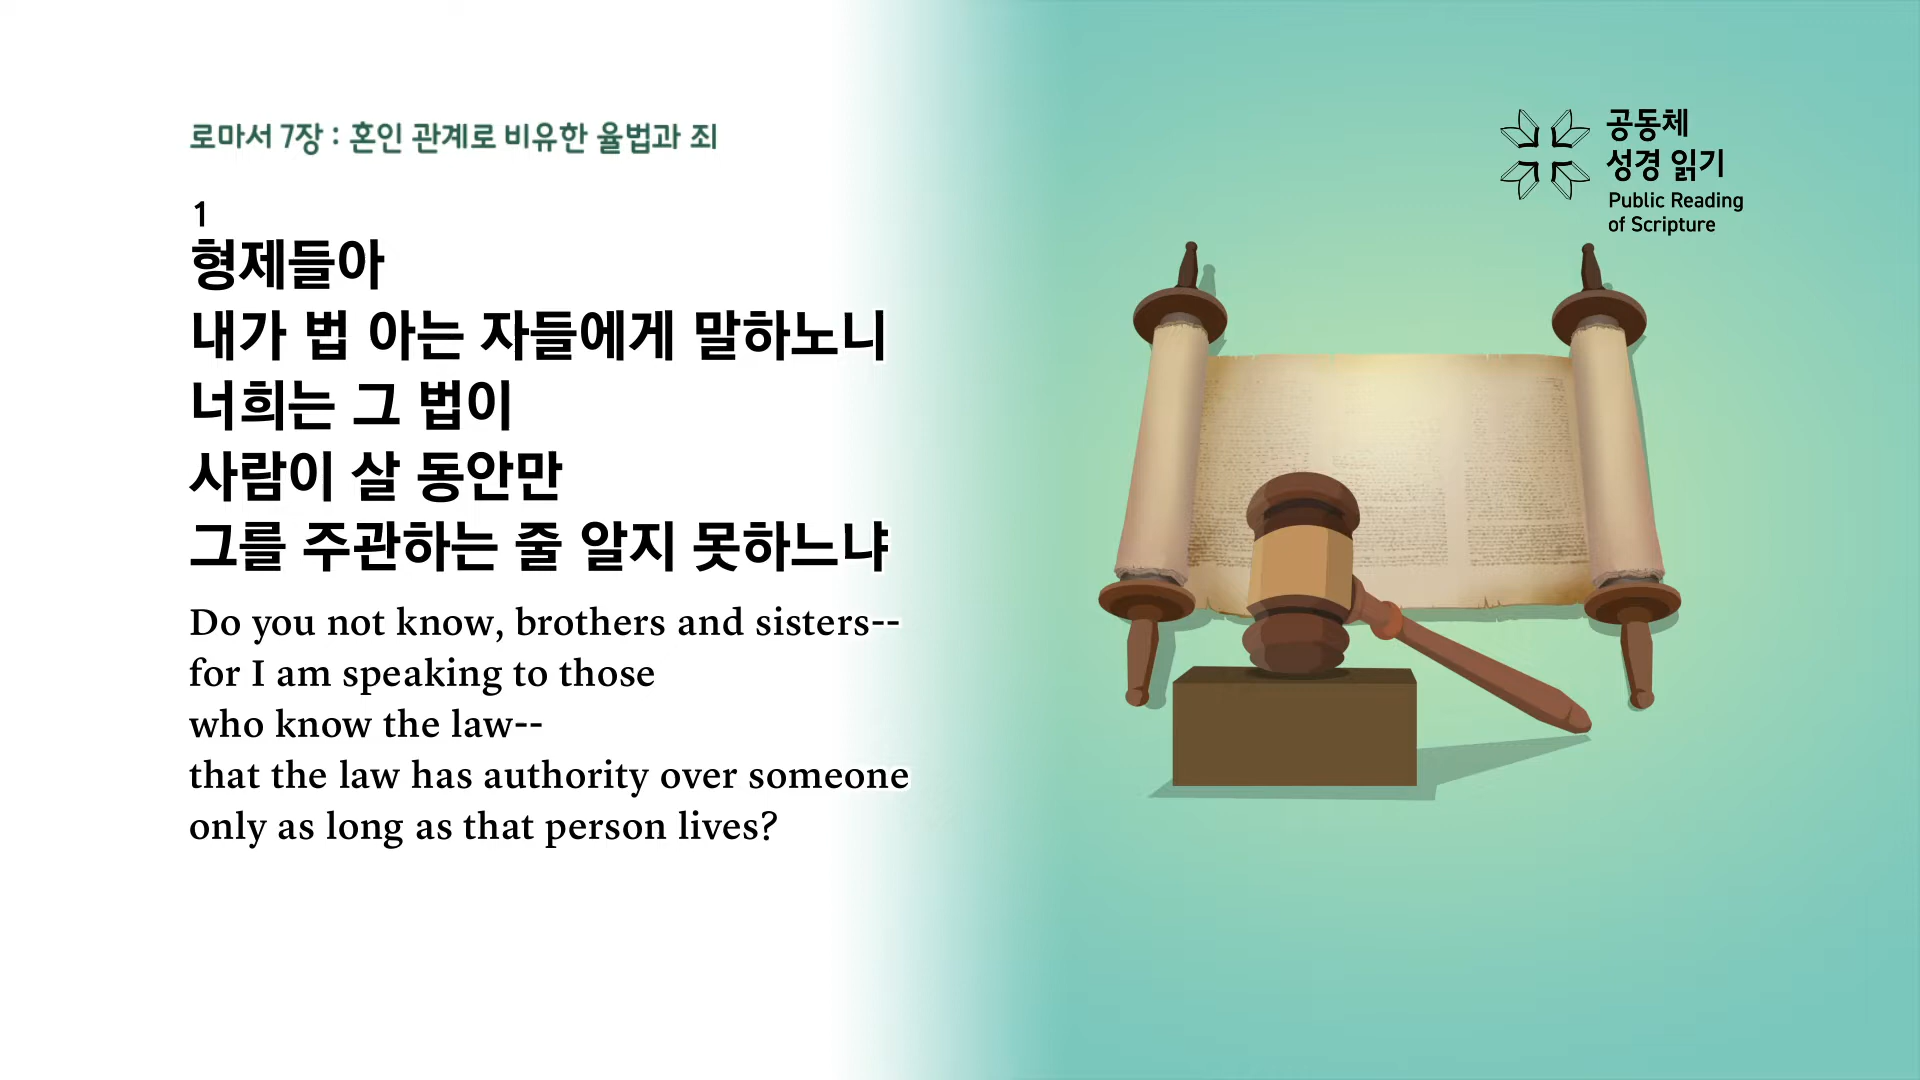 로마서 7장 : 혼인 관계로 비유한 율법과 죄
1
형제들아
내가 법 아는 자들에게 말하노니
너희는 그 법이
사람이 살 동안만
그를 주관하는 줄 알지 못하느냐
Do you not know, brothers and sisters--
for I am speaking to those
who know the law--
that the law has authority over someone
only as long as that person lives?
공동체
성경 읽기
Public Reading
of Scripture